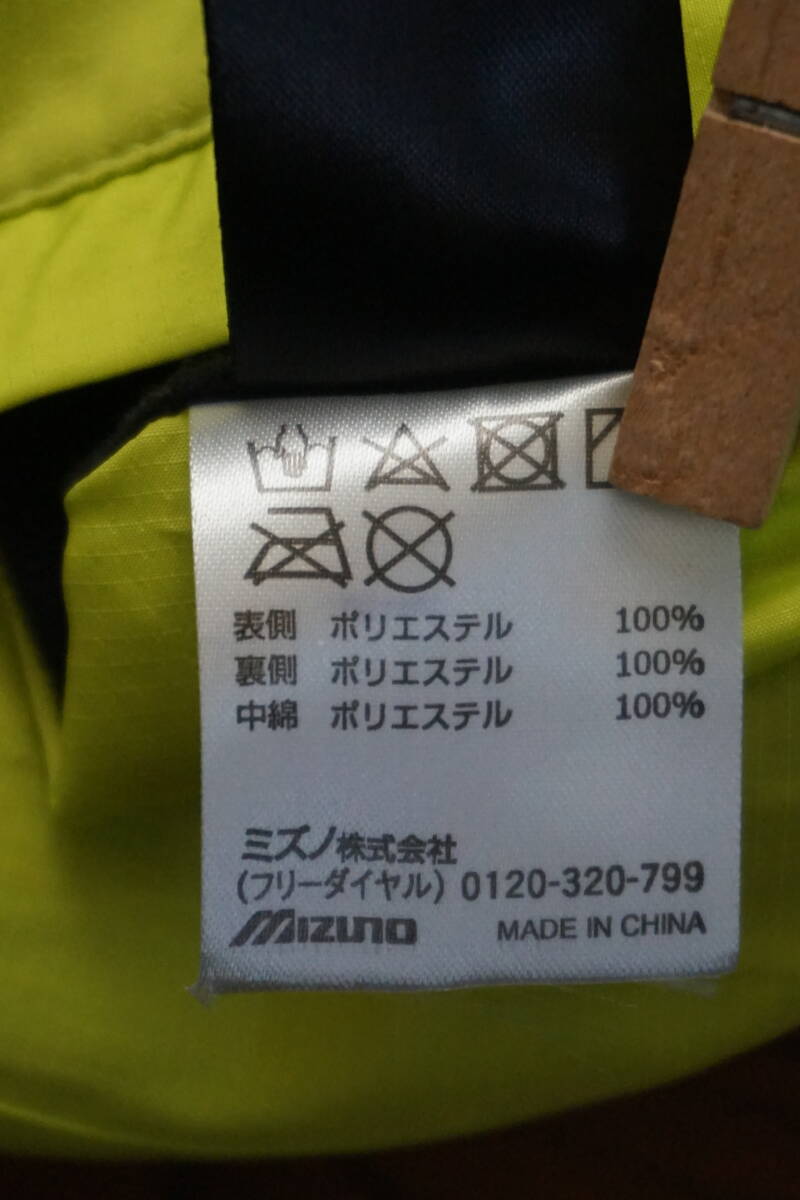 表側 ポリエステル 100%
裏側 ポリエステル 100%
中綿 ポリエステル 100%
ミズノ株式会社
(フリーダイヤル) 0120-320-799
MIZUNO MADE IN CHINA